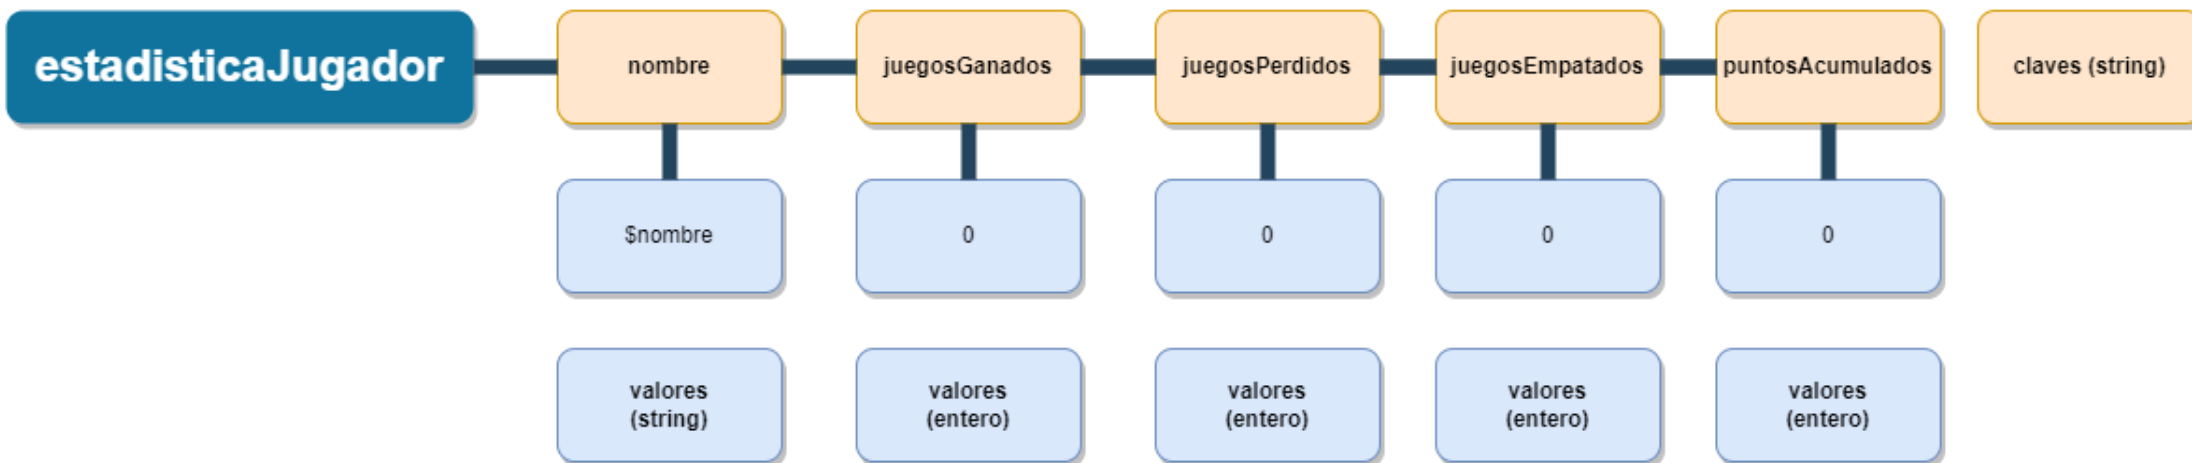 estadisticaJugador
nombre
juegosGanados
juegosPerdidos
juegosEmpatados
puntosAcumulados
claves (string)
$nombre
0
0
0
0
valores
(string)
valores
(entero)
valores
(entero)
valores
(entero)
valores
(entero)